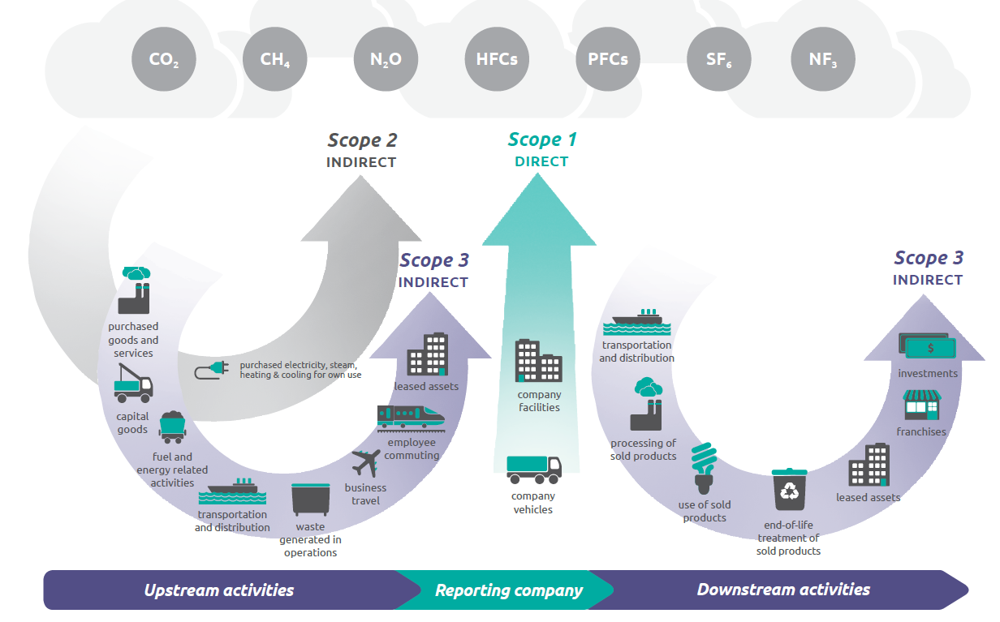 CO₂
CH₄
N₂O
HFCs
PFCs
SF₆
NF₃
Scope 2
INDIRECT
Scope 1
DIRECT
Scope 3
INDIRECT
Scope 3
INDIRECT
purchased
goods and
services
capital
goods
fuel and
energy related
activities
transportation
and distribution
waste
generated in
operations
business
travel
employee
commuting
leased assets
purchased electricity, steam,
heating & cooling for own use
company
facilities
company
vehicles
transportation
and distribution
processing of
sold products
use of sold
products
end-of-life
treatment of
sold products
leased assets
franchises
$
investments
Upstream activities
Reporting company
Downstream activities